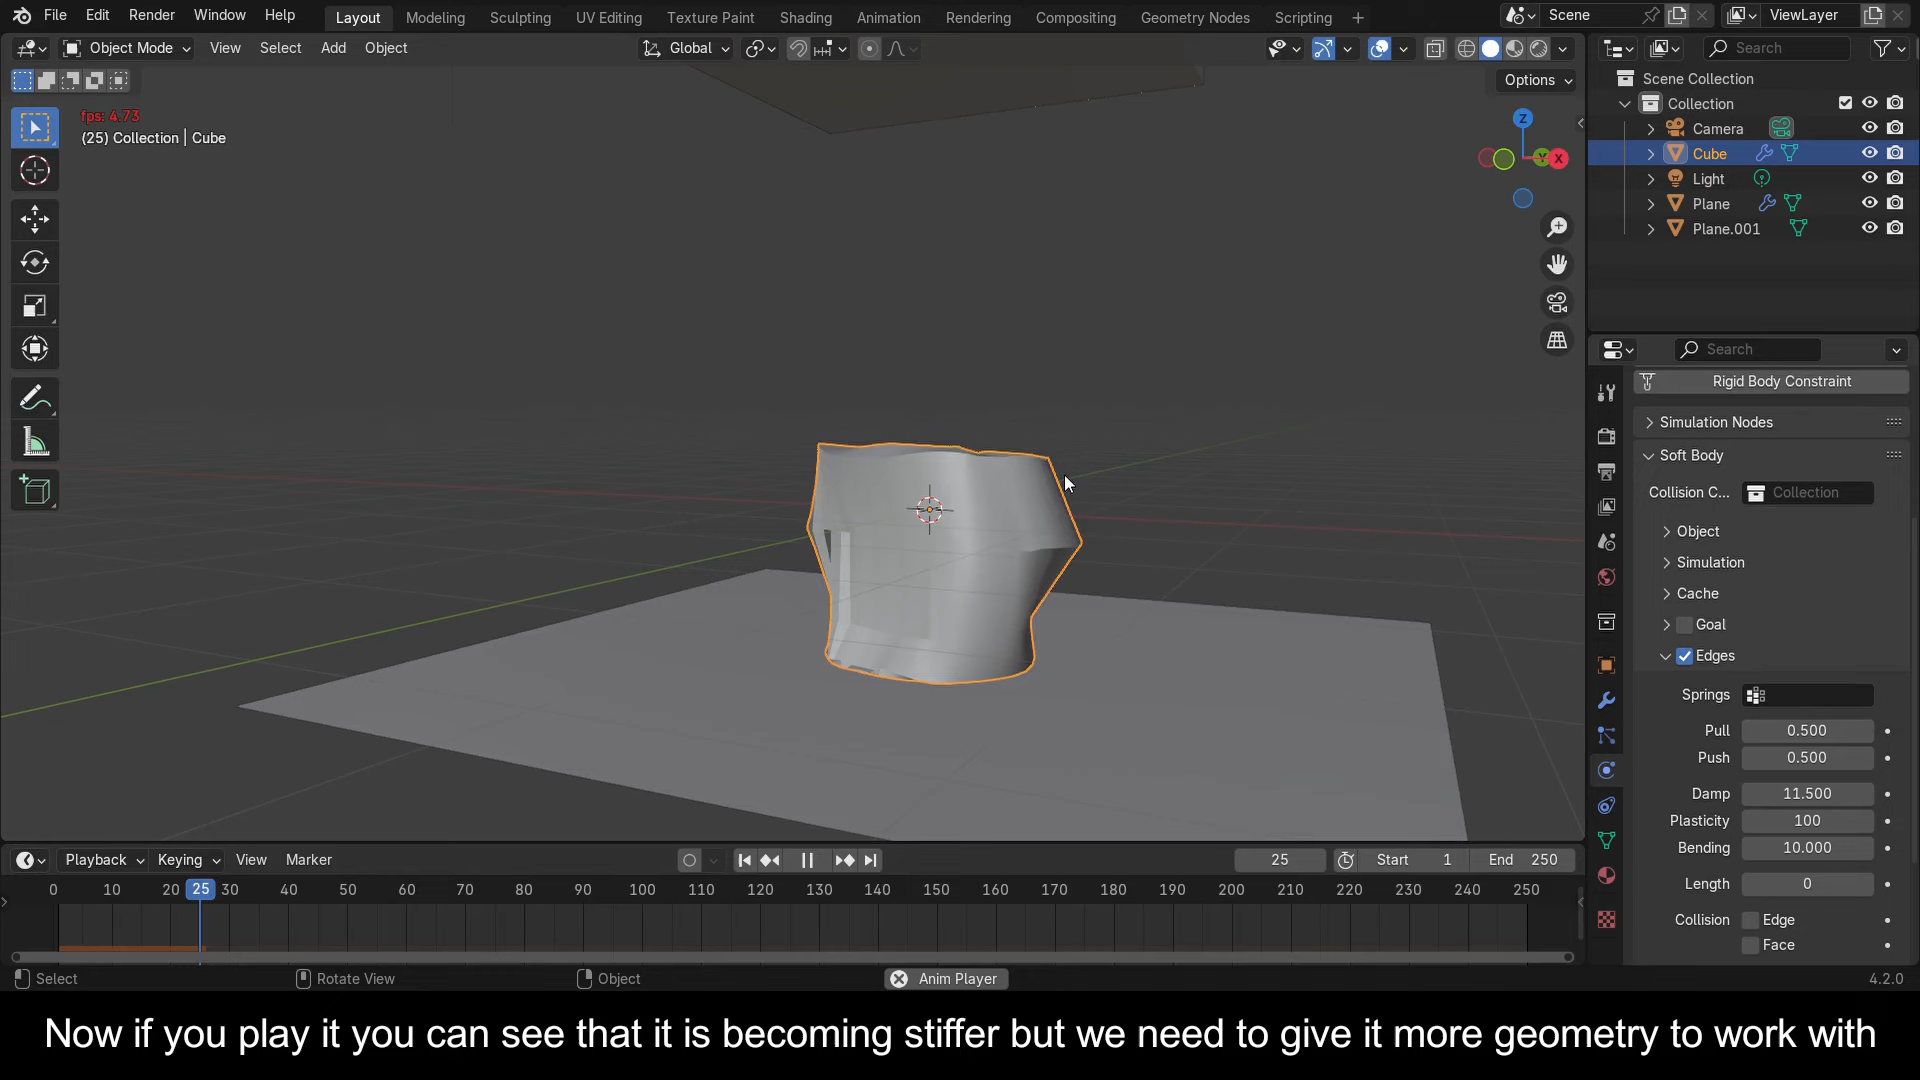 File Edit Render Window Help Layout Modeling Sculpting UV Editing Texture Paint Shading Animation Rendering Compositing Geometry Nodes Scripting + Scene ViewLayer
Object Mode View Select Add Object Global Search
Options
fps: 4.73
(25) Collection | Cube
Z
Y
X
Scene Collection
Collection
Camera
Cube
Light
Plane
Plane.001
Search
Rigid Body Constraint
Simulation Nodes
Soft Body
Collision C... Collection
Object
Simulation
Cache
Goal
Edges
Springs
Pull 0.500
Push 0.500
Damp 11.500
Plasticity 100
Bending 10.000
Length 0
Collision Edge
Face
Playback Keying View Marker 25 Start 1 End 250
0 10 20 25 30 40 50 60 70 80 90 100 110 120 130 140 150 160 170 180 190 200 210 220 230 240 250
Select Rotate View Object Anim Player 4.2.0
Now if you play it you can see that it is becoming stiffer but we need to give it more geometry to work with